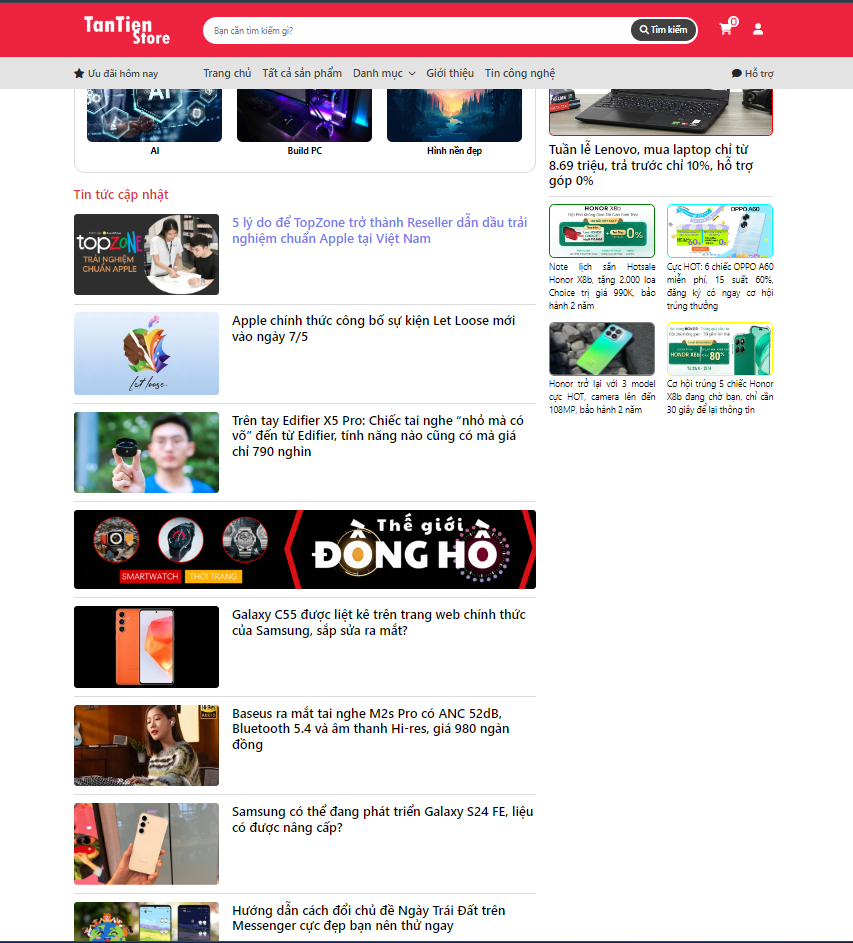 TanTien
Store
Bạn cần tìm kiếm gì?
Tìm kiếm
0
Ưu đãi hôm nay
Trang chủ
Tất cả sản phẩm
Danh mục
Giới thiệu
Tin công nghệ
Hỗ trợ
AI
AI
Build PC
Hình nền đẹp
Tin tức cập nhật
topZONE
TRẢI NGHIỆM
CHUẨN APPLE
5 lý do để TopZone trở thành Reseller dẫn đầu trải
nghiệm chuẩn Apple tại Việt Nam
Let loose.
Apple chính thức công bố sự kiện Let Loose mới
vào ngày 7/5
Trên tay Edifier X5 Pro: Chiếc tai nghe “nhỏ mà có
võ” đến từ Edifier, tính năng nào cũng có mà giá
chỉ 790 nghìn
SMARTWATCH
THỜI TRANG
Thế giới
ĐỒNG HỒ
Galaxy C55 được liệt kê trên trang web chính thức
của Samsung, sắp sửa ra mắt?
Baseus ra mắt tai nghe M2s Pro có ANC 52dB,
Bluetooth 5.4 và âm thanh Hi-res, giá 980 ngàn
đồng
Samsung có thể đang phát triển Galaxy S24 FE, liệu
có được nâng cấp?
Hướng dẫn cách đổi chủ đề Ngày Trái Đất trên
Messenger cực đẹp bạn nên thử ngay
Tuần lễ Lenovo, mua laptop chỉ từ
8.69 triệu, trả trước chỉ 10%, hỗ trợ
góp 0%
HONOR X8b
0%
Note lịch săn Hotsale
Honor X8b, tặng 2.000 loa
Choice trị giá 990K, bảo
hành 2 năm
OPPO A60
Cực HOT: 6 chiếc OPPO A60
miễn phí, 15 suất 60%,
đăng ký có ngay cơ hội
trúng thưởng
Honor trở lại với 3 model
cực HOT, camera lên đến
108MP, bảo hành 2 năm
HONOR X8b
80%
Cơ hội trúng 5 chiếc Honor
X8b đang chờ bạn, chỉ cần
30 giây để lại thông tin